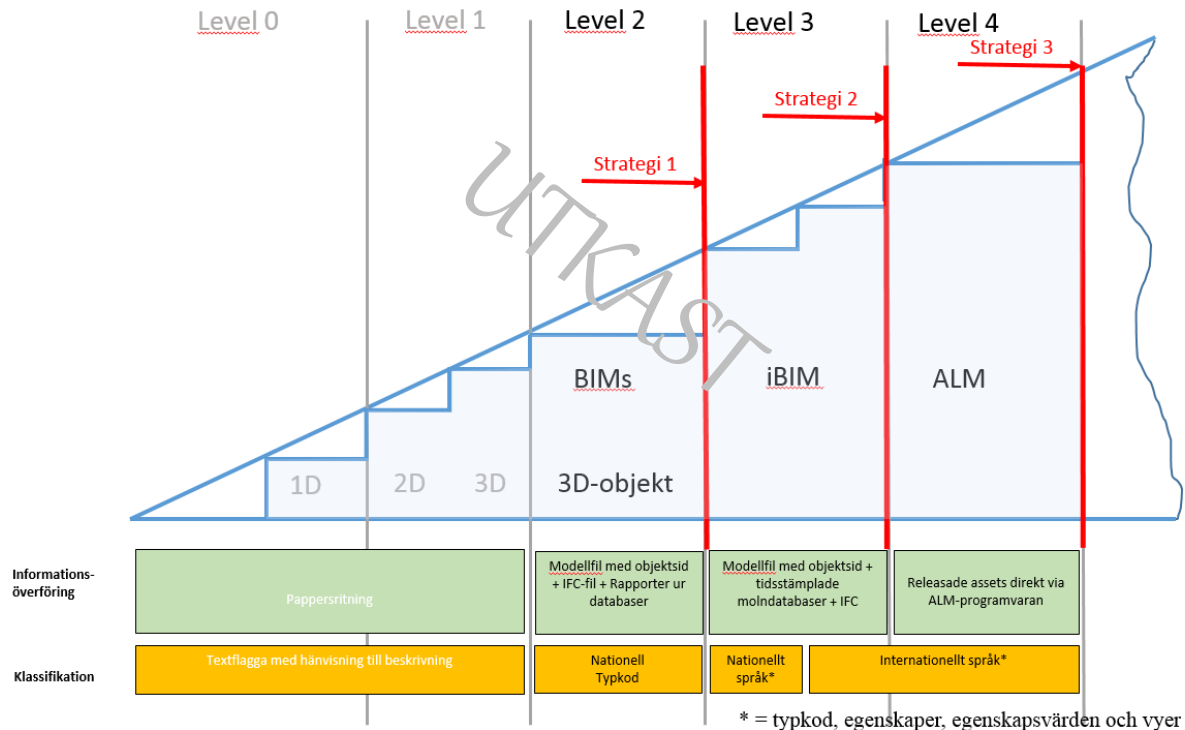 Level 0
Level 1
Level 2
Level 3
Level 4
Strategi 3
Strategi 2
Strategi 1
UTKAST
BIMs
iBIM
ALM
1D
2D
3D
3D-objekt
Informations-
överföring
Pappersritning
Modellfil med objektsid
+ IFC-fil + Rapporter ur
databaser
Modellfil med objektsid +
tidsstämplade
molndatabaser + IFC
Releasade assets direkt via
ALM-programvaran
Klassifikation
Textflagga med hänvisning till beskrivning
Nationell
Typkod
Nationellt
språk*
Internationellt språk*
* = typkod, egenskaper, egenskapsvärden och vyer